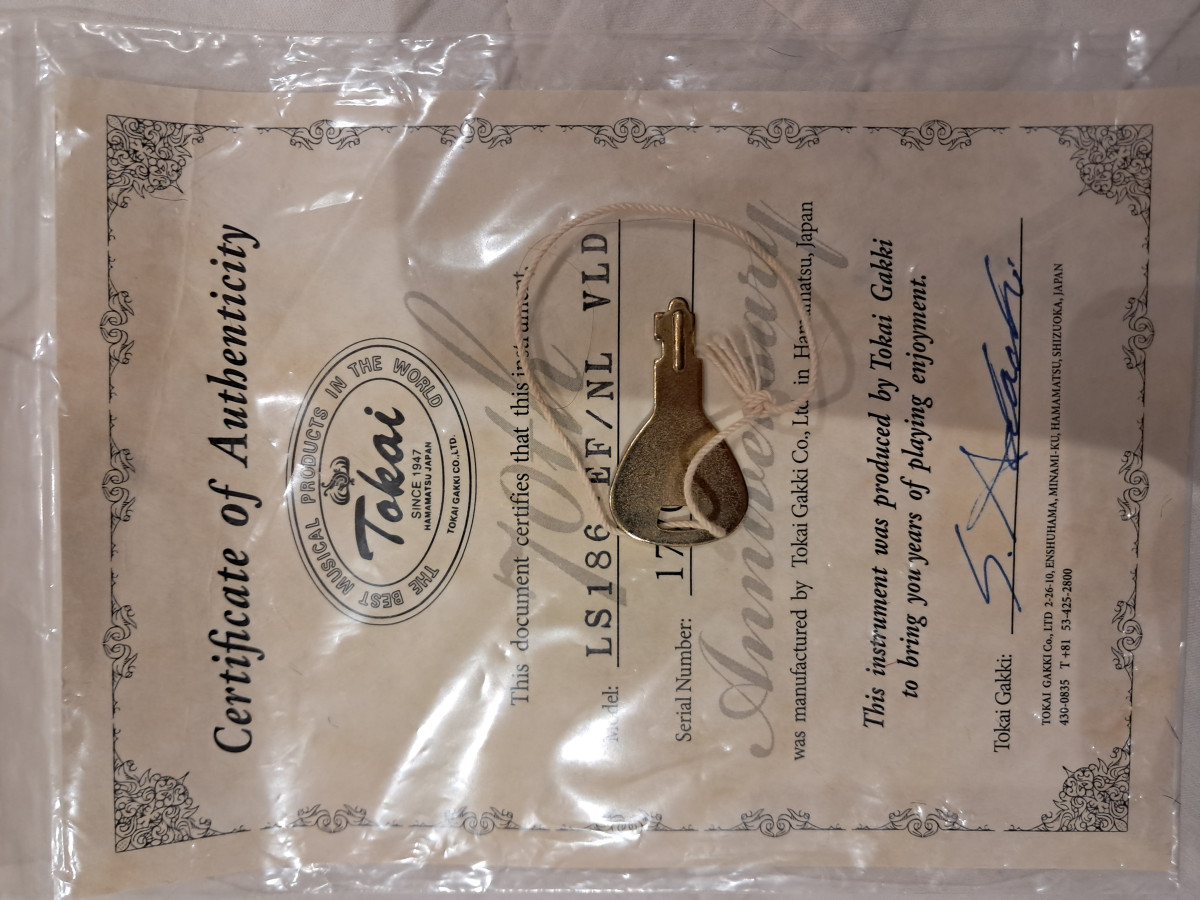 Certificate of Authenticity
THE BEST MUSICAL PRODUCTS IN THE WORLD
Tokai
SINCE 1947
HAMAMATSU JAPAN
TOKAI GAKKI CO.,LTD.
70th
Anniversary
This document certifies that this instrument.
Model: LS186 EF/NL VLD
Serial Number: 17
was manufactured by Tokai Gakki Co., Ltd in Hamamatsu, Japan
This instrument was produced by Tokai Gakki
to bring you years of playing enjoyment.
Tokai Gakki:
TOKAI GAKKI Co., LTD 2-26-10, ENSHUHAMA, MINAMI-KU, HAMAMATSU, SHIZUOKA, JAPAN
430-0835 T +81 53-425-2800